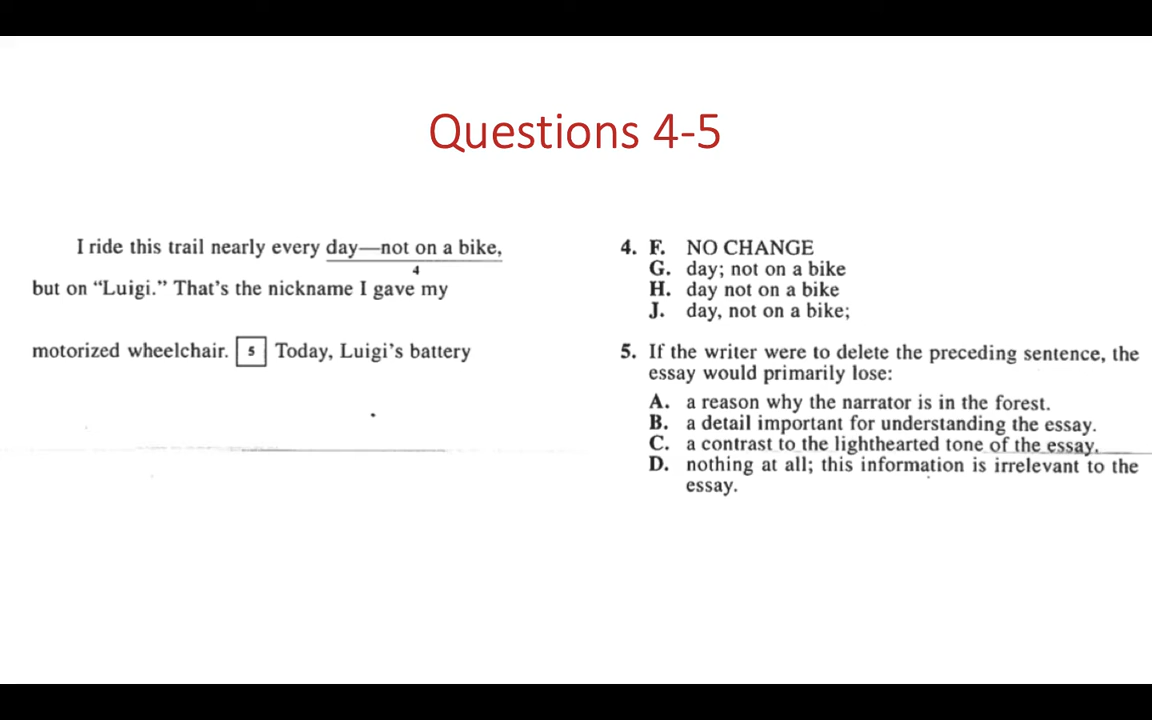 Questions 4-5
I ride this trail nearly every day—not on a bike,
4
but on “Luigi.” That’s the nickname I gave my
motorized wheelchair. 5 Today, Luigi’s battery
4. F. NO CHANGE
G. day; not on a bike
H. day not on a bike
J. day, not on a bike;
5. If the writer were to delete the preceding sentence, the
essay would primarily lose:
A. a reason why the narrator is in the forest.
B. a detail important for understanding the essay.
C. a contrast to the lighthearted tone of the essay.
D. nothing at all; this information is irrelevant to the
essay.